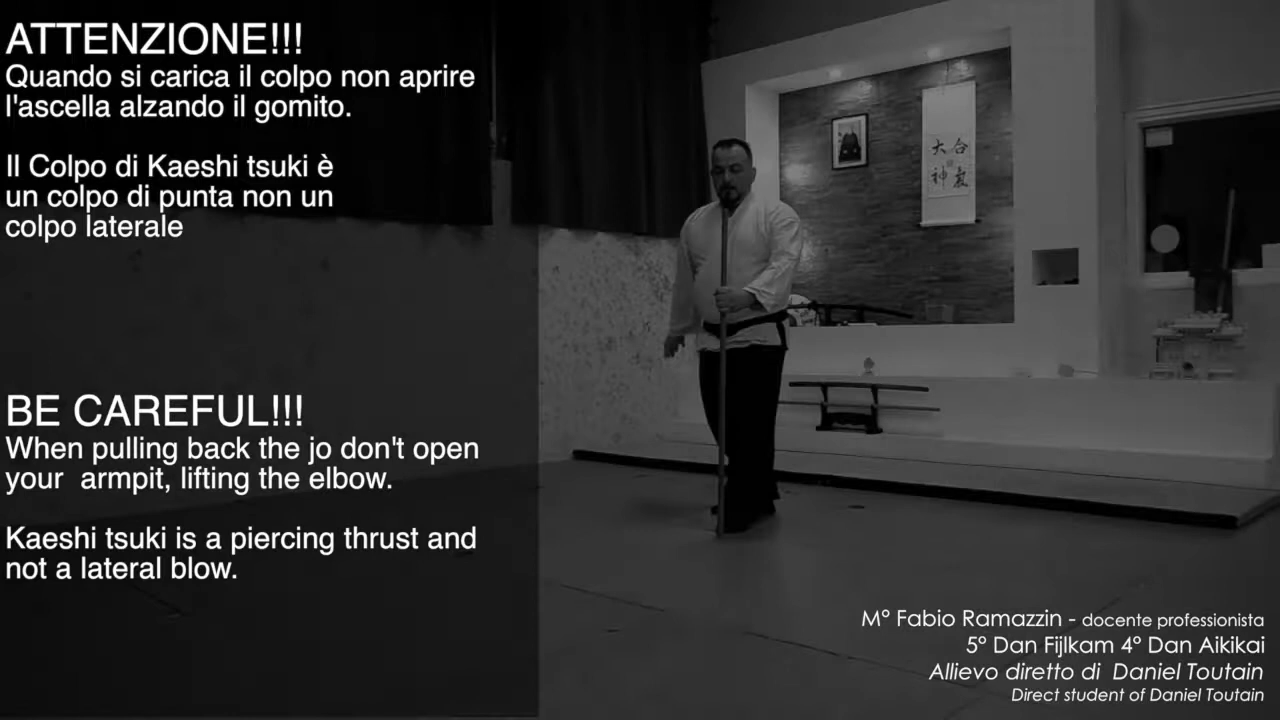 ATTENZIONE!!!
Quando si carica il colpo non aprire
l'ascella alzando il gomito.
Il Colpo di Kaeshi tsuki è
un colpo di punta non un
colpo laterale
BE CAREFUL!!!
When pulling back the jo don't open
your  armpit, lifting the elbow.
Kaeshi tsuki is a piercing thrust and
not a lateral blow.
合氣
大神
M° Fabio Ramazzin - docente professionista
5° Dan Fijlkam 4° Dan Aikikai
Allievo diretto di  Daniel Toutain
Direct student of Daniel Toutain